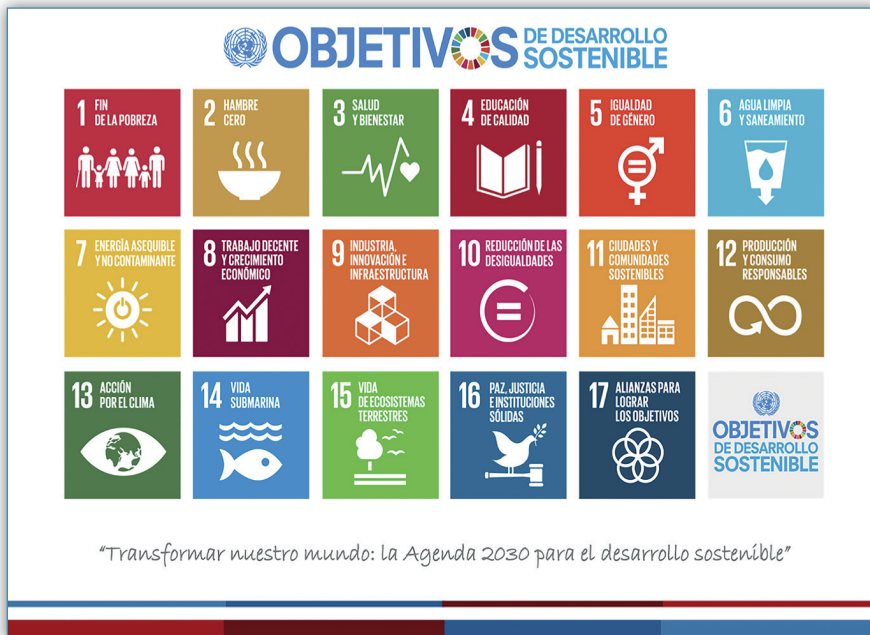 OBJETIVOS DE DESARROLLO SOSTENIBLE
1 FIN
DE LA POBREZA
2 HAMBRE
CERO
3 SALUD
Y BIENESTAR
4 EDUCACIÓN
DE CALIDAD
5 IGUALDAD
DE GÉNERO
6 AGUA LIMPIA
Y SANEAMIENTO
7 ENERGÍA ASEQUIBLE
Y NO CONTAMINANTE
8 TRABAJO DECENTE
Y CRECIMIENTO
ECONÓMICO
9 INDUSTRIA,
INNOVACIÓN E
INFRAESTRUCTURA
10 REDUCCIÓN DE LAS
DESIGUALDADES
11 CIUDADES Y
COMUNIDADES
SOSTENIBLES
12 PRODUCCIÓN
Y CONSUMO
RESPONSABLES
13 ACCIÓN
POR EL CLIMA
14 VIDA
SUBMARINA
15 VIDA
DE ECOSISTEMAS
TERRESTRES
16 PAZ, JUSTICIA
E INSTITUCIONES
SÓLIDAS
17 ALIANZAS PARA
LOGRAR
LOS OBJETIVOS
OBJETIVOS
DE DESARROLLO
SOSTENIBLE
"Transformar nuestro mundo: la Agenda 2030 para el desarrollo sostenible"